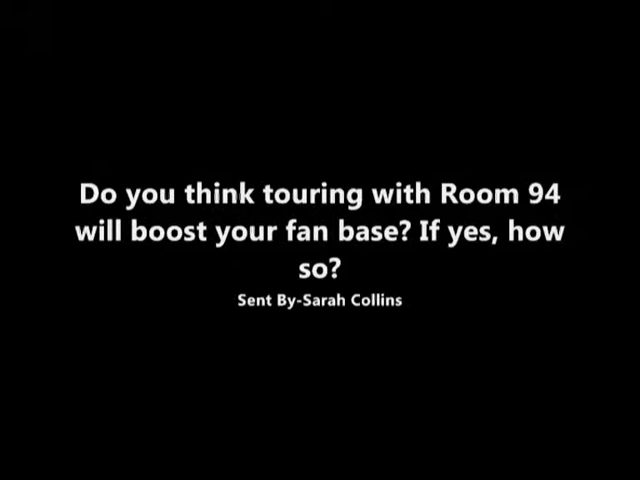 Do you think touring with Room 94
will boost your fan base? If yes, how
so?
Sent By-Sarah Collins